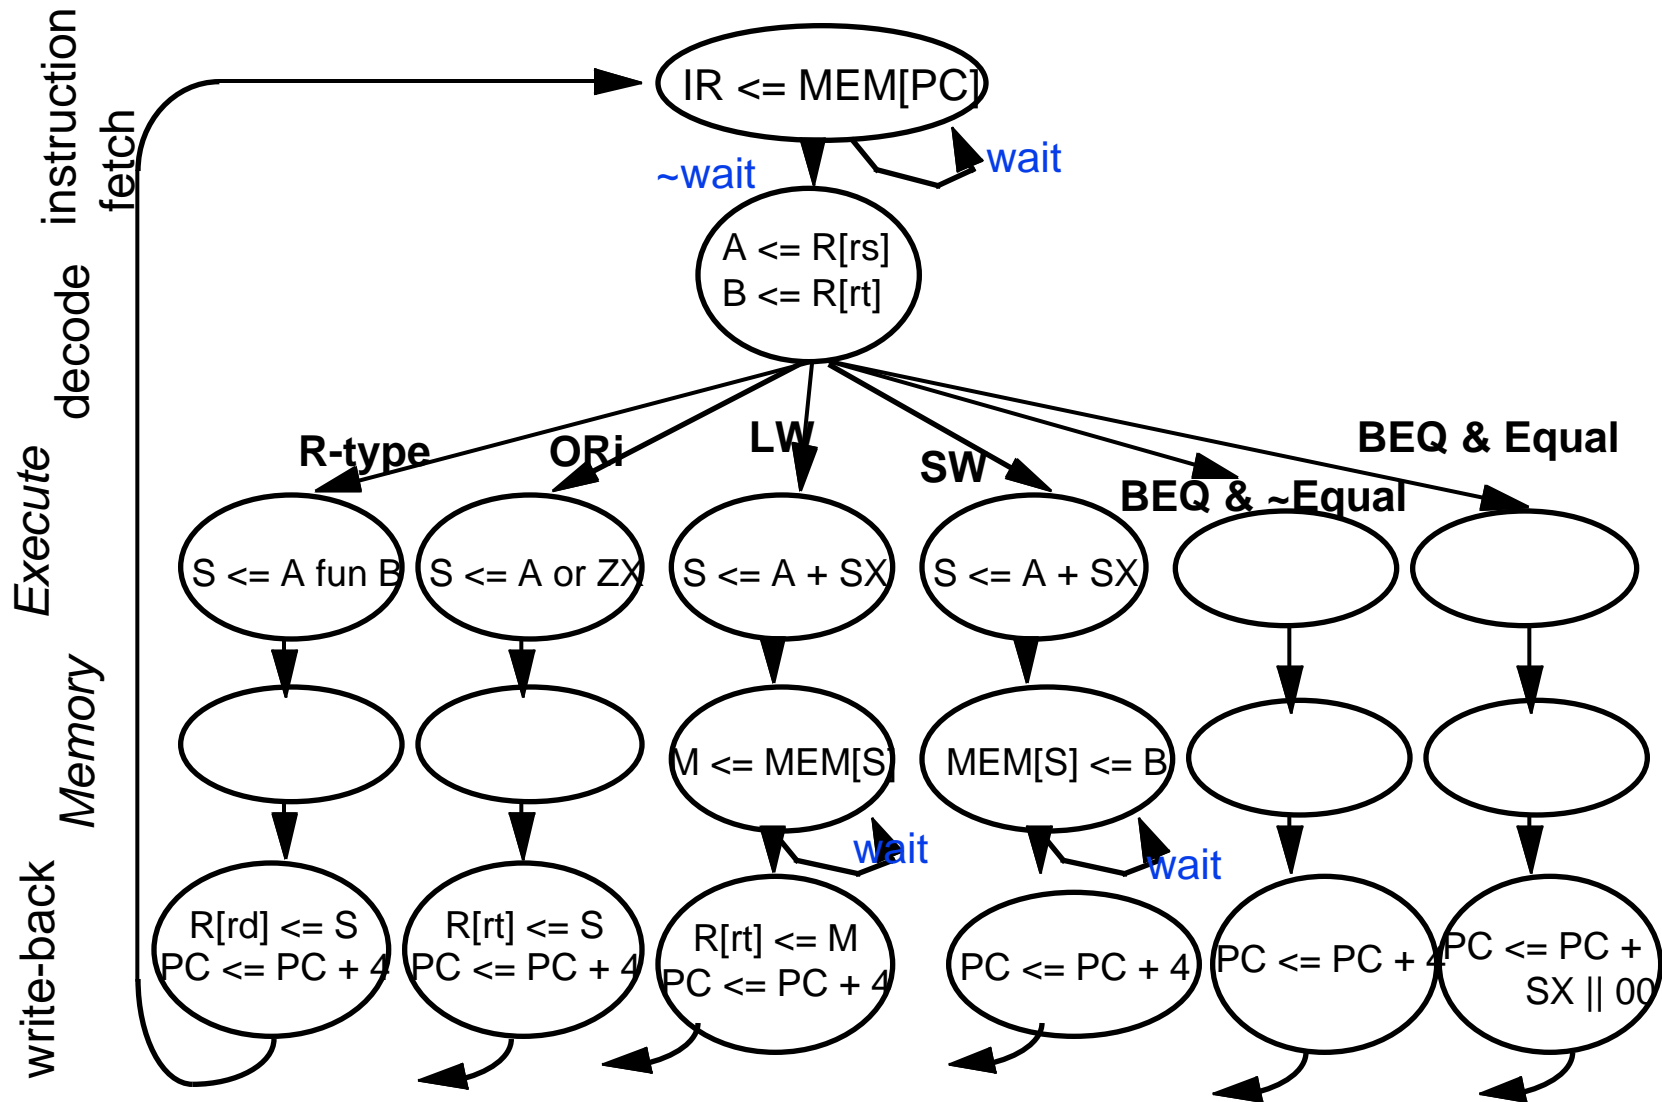 instruction
fetch
IR <= MEM[PC]
~wait
wait
decode
A <= R[rs]
B <= R[rt]
R-type
ORi
LW
SW
BEQ & ~Equal
BEQ & Equal
Execute
S <= A fun B
S <= A or ZX
S <= A + SX
S <= A + SX
Memory
M <= MEM[S]
MEM[S] <= B
wait
wait
write-back
R[rd] <= S
PC <= PC + 4
R[rt] <= S
PC <= PC + 4
R[rt] <= M
PC <= PC + 4
PC <= PC + 4
PC <= PC + 4
PC <= PC +
SX || 00